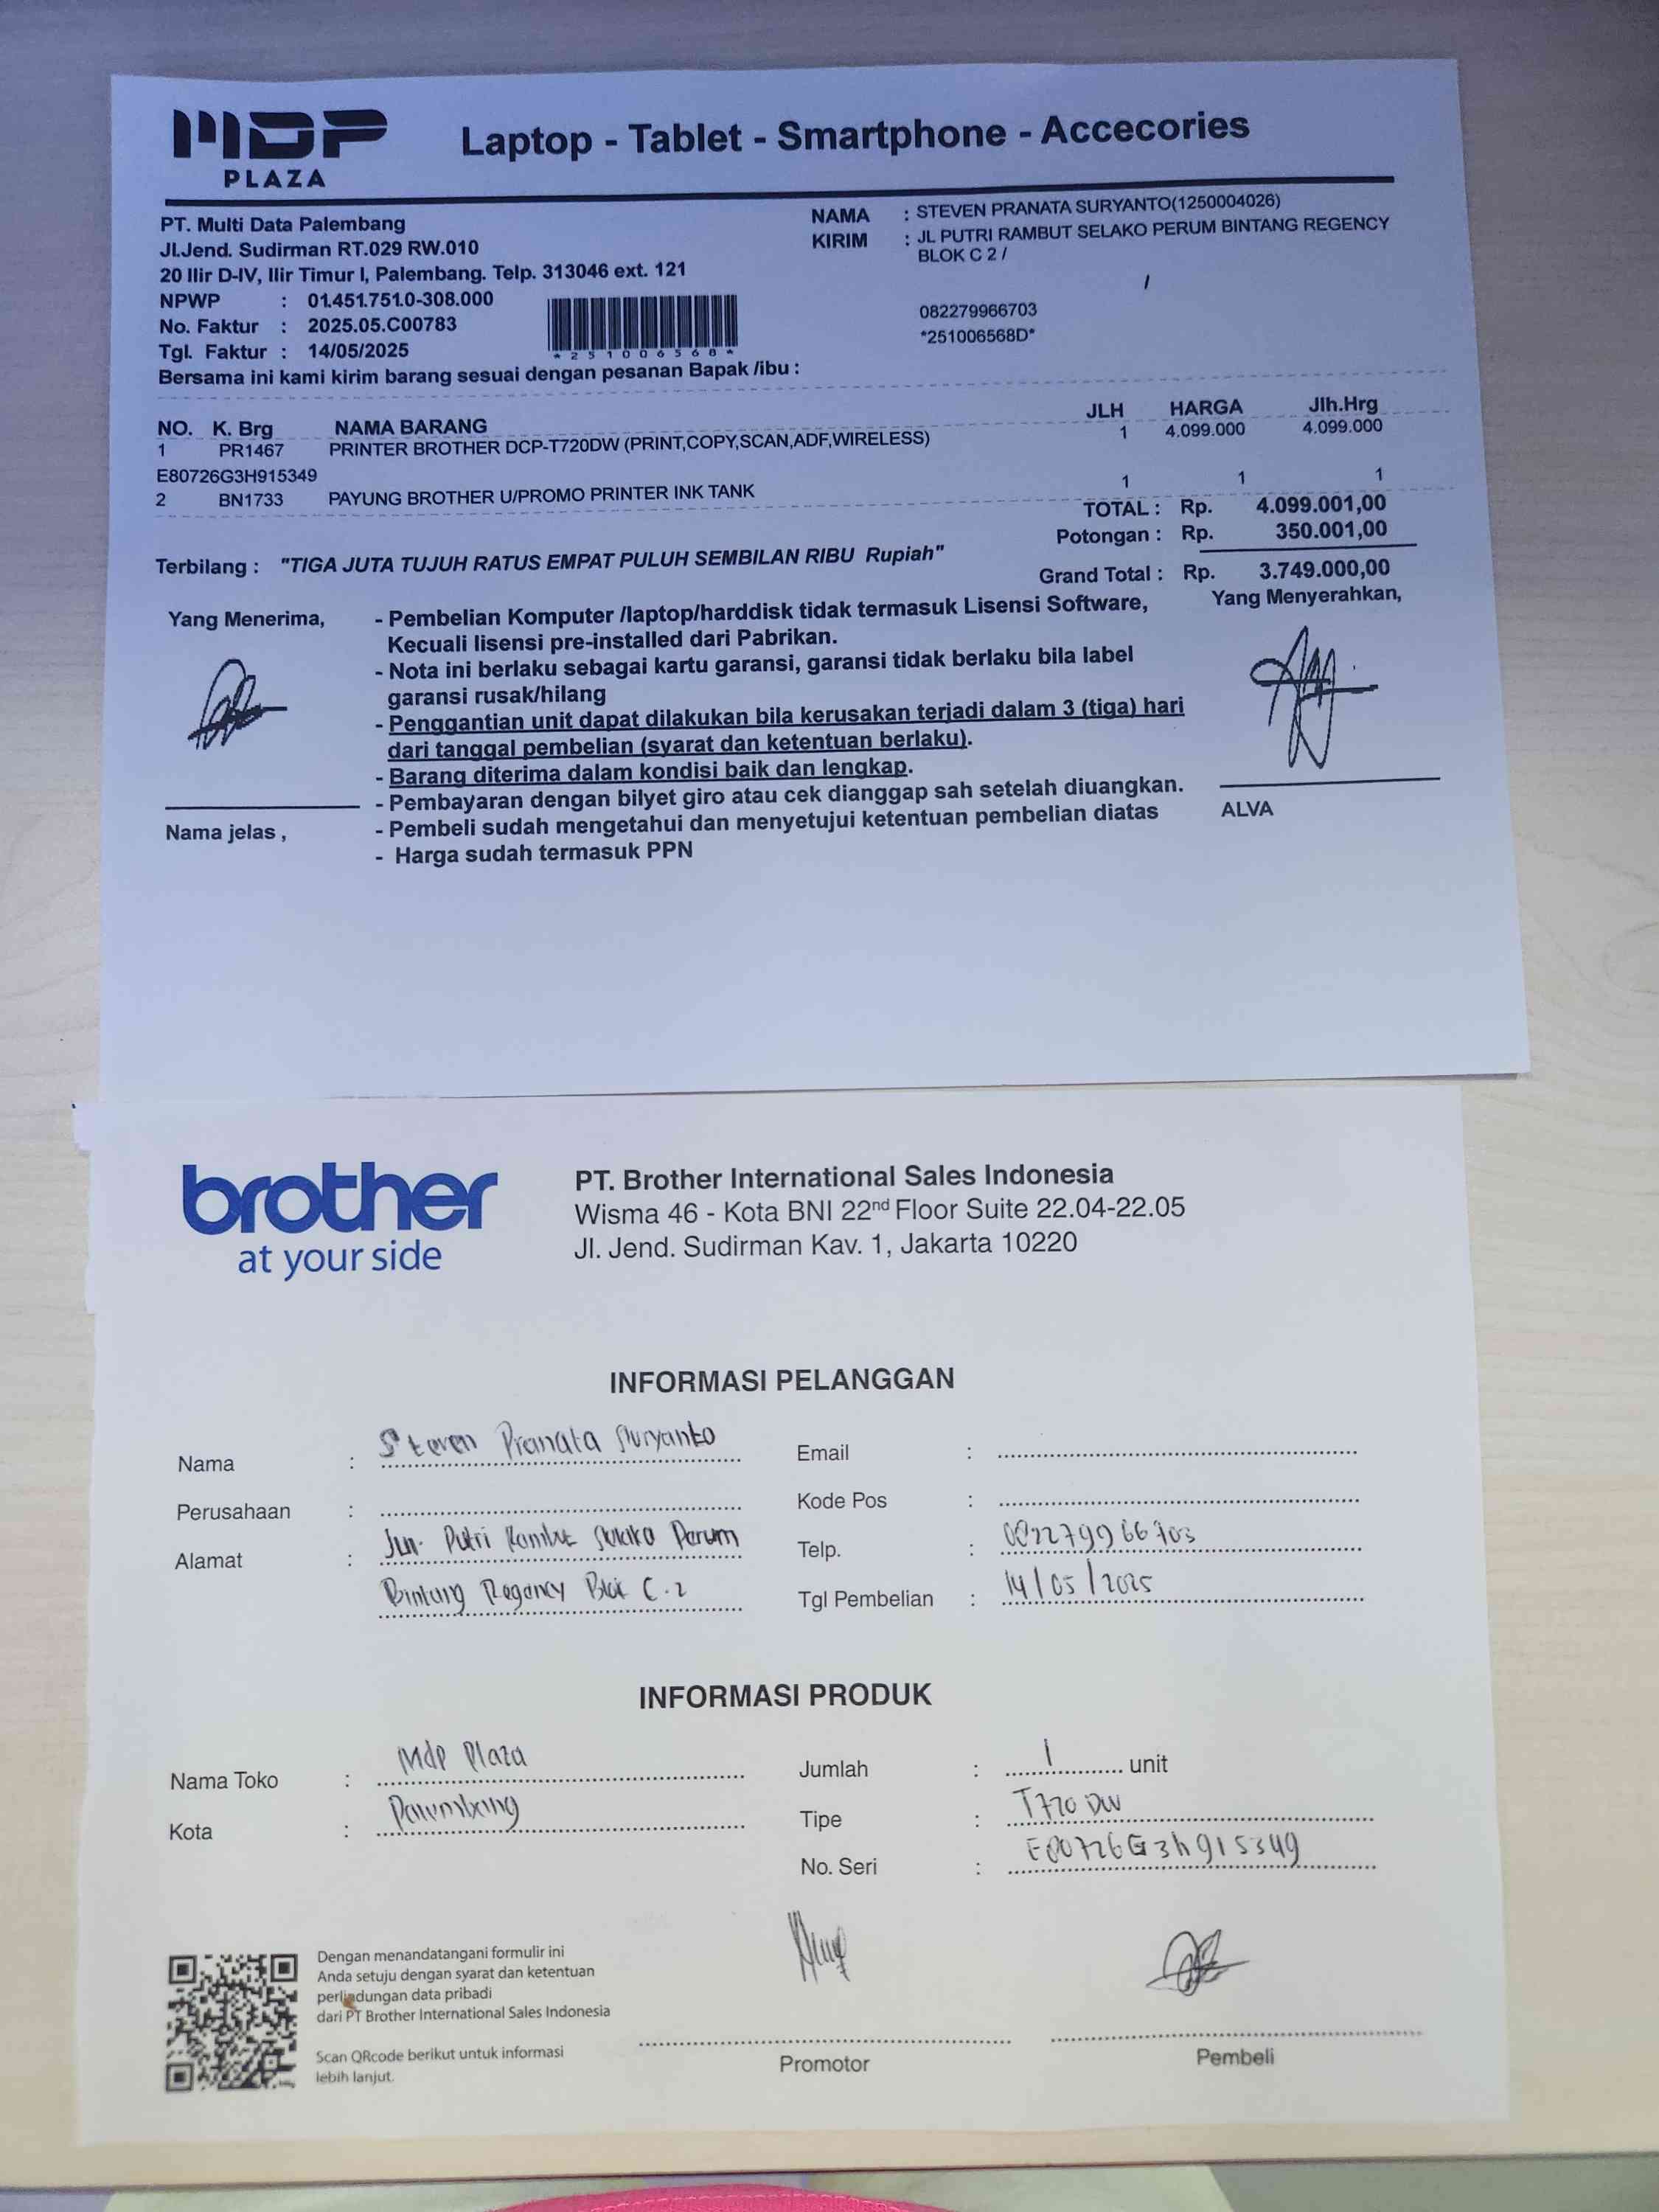 MDP
PLAZA
Laptop - Tablet - Smartphone - Accecories
PT. Multi Data Palembang
Jl.Jend. Sudirman RT.029 RW.010
20 Ilir D-IV, Ilir Timur I, Palembang. Telp. 313046 ext. 121
NPWP : 01.451.751.0-308.000
No. Faktur : 2025.05.C00783
Tgl. Faktur : 14/05/2025
*251006568*
NAMA : STEVEN PRANATA SURYANTO(1250004026)
KIRIM : JL PUTRI RAMBUT SELAKO PERUM BINTANG REGENCY
BLOK C 2 /
/
082279966703
*251006568D*
Bersama ini kami kirim barang sesuai dengan pesanan Bapak /ibu :
NO. K. Brg NAMA BARANG JLH HARGA Jlh.Hrg
1 PR1467 PRINTER BROTHER DCP-T720DW (PRINT,COPY,SCAN,ADF,WIRELESS) 1 4.099.000 4.099.000
E80726G3H915349
2 BN1733 PAYUNG BROTHER U/PROMO PRINTER INK TANK 1 1 1
TOTAL : Rp. 4.099.001,00
Potongan : Rp. 350.001,00
Terbilang : "TIGA JUTA TUJUH RATUS EMPAT PULUH SEMBILAN RIBU Rupiah"
Grand Total : Rp. 3.749.000,00
Yang Menerima,
- Pembelian Komputer /laptop/harddisk tidak termasuk Lisensi Software,
Kecuali lisensi pre-installed dari Pabrikan.
- Nota ini berlaku sebagai kartu garansi, garansi tidak berlaku bila label
garansi rusak/hilang
- Penggantian unit dapat dilakukan bila kerusakan terjadi dalam 3 (tiga) hari
dari tanggal pembelian (syarat dan ketentuan berlaku).
- Barang diterima dalam kondisi baik dan lengkap.
- Pembayaran dengan bilyet giro atau cek dianggap sah setelah diuangkan.
- Pembeli sudah mengetahui dan menyetujui ketentuan pembelian diatas
- Harga sudah termasuk PPN
Yang Menyerahkan,
ALVA
Nama jelas ,
brother
at your side
PT. Brother International Sales Indonesia
Wisma 46 - Kota BNI 22nd Floor Suite 22.04-22.05
Jl. Jend. Sudirman Kav. 1, Jakarta 10220
INFORMASI PELANGGAN
Nama : Steven Pranata Suryanto
Perusahaan :
Alamat : Jln. Putri Rambut Selako Perum
Bintang Regency Blok C.2
Email :
Kode Pos :
Telp. : 082279966703
Tgl Pembelian : 14/05/2025
INFORMASI PRODUK
Nama Toko : Mdp Plaza
Kota : Palembang
Jumlah : 1 unit
Tipe : T720 DW
No. Seri : E80726G3h915349
Dengan menandatangani formulir ini
Anda setuju dengan syarat dan ketentuan
perlindungan data pribadi
dari PT Brother International Sales Indonesia
Scan QRcode berikut untuk informasi
lebih lanjut.
Promotor
Pembeli